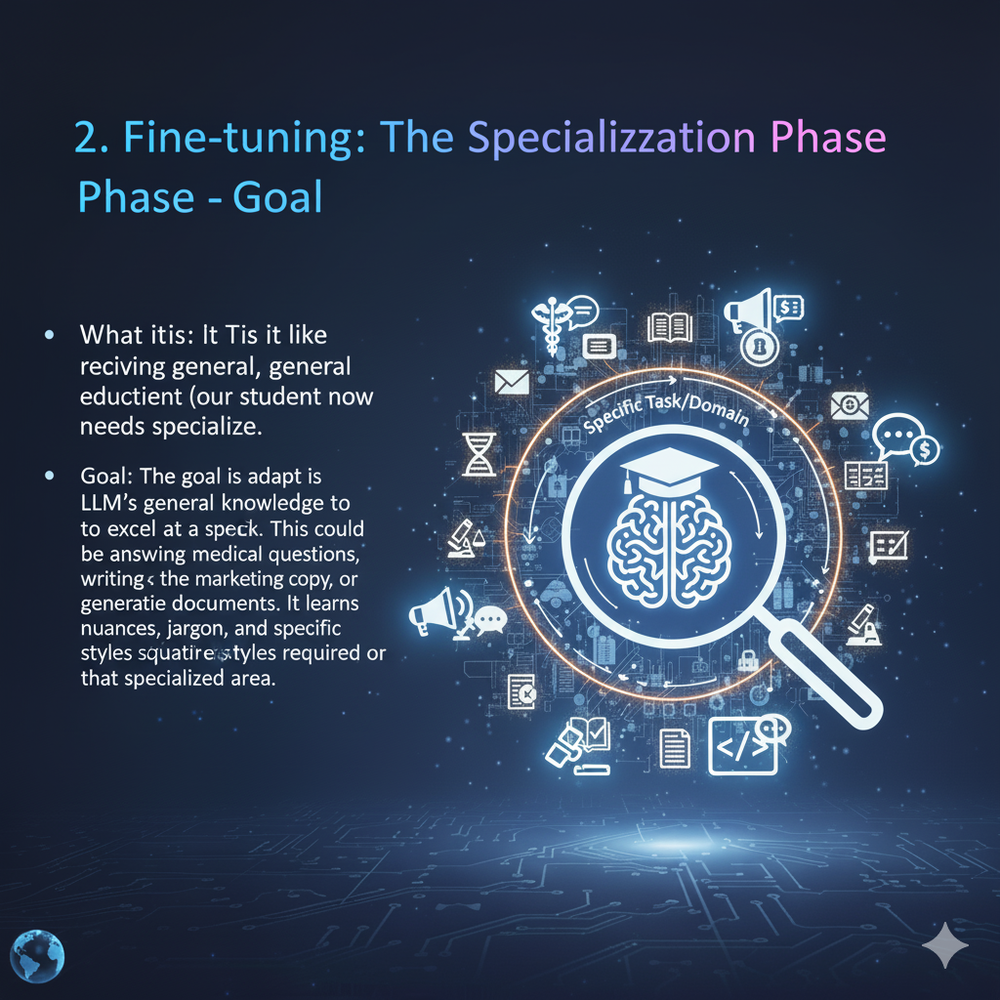 2. Fine-tuning: The Specializzation Phase
Phase - Goal
• What itis: It Tis it like
reciving general, general
eductient (our student now
needs specialize.
• Goal: The goal is adapt is
LLM's general knowledge to
to excel at a speck. This could
be answing medical questions,
writing ‹ the marketing copy, or
generatie documents. It learns
nuances, jargon, and specific
styles required or
that specialized area.
Specific Task/Domain
$
$
</>